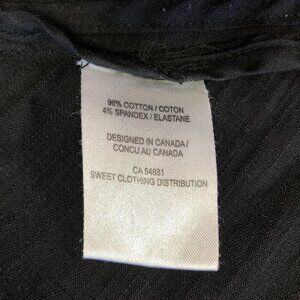 96% COTTON / COTON
4% SPANDEX / ELASTANE
DESIGNED IN CANADA /
CONCU AU CANADA
CA 54881
SWEET CLOTHING DISTRIBUTION